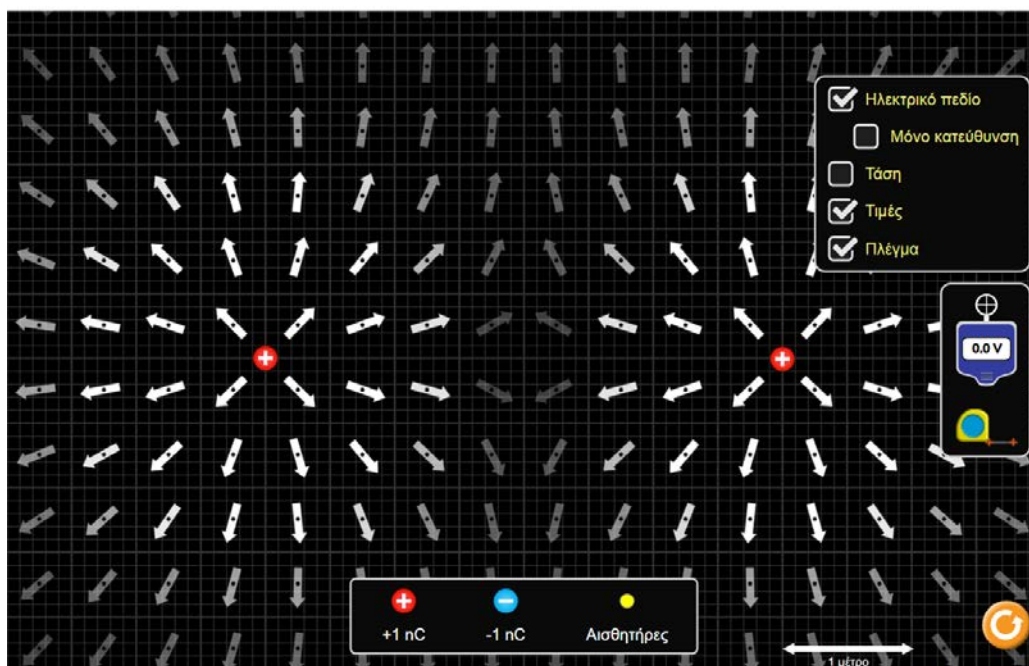 Ηλεκτρικό πεδίο
Μόνο κατεύθυνση
Τάση
Τιμές
Πλέγμα
0,0 V
+1 nC
-1 nC
Αισθητήρες
1 μέτρο